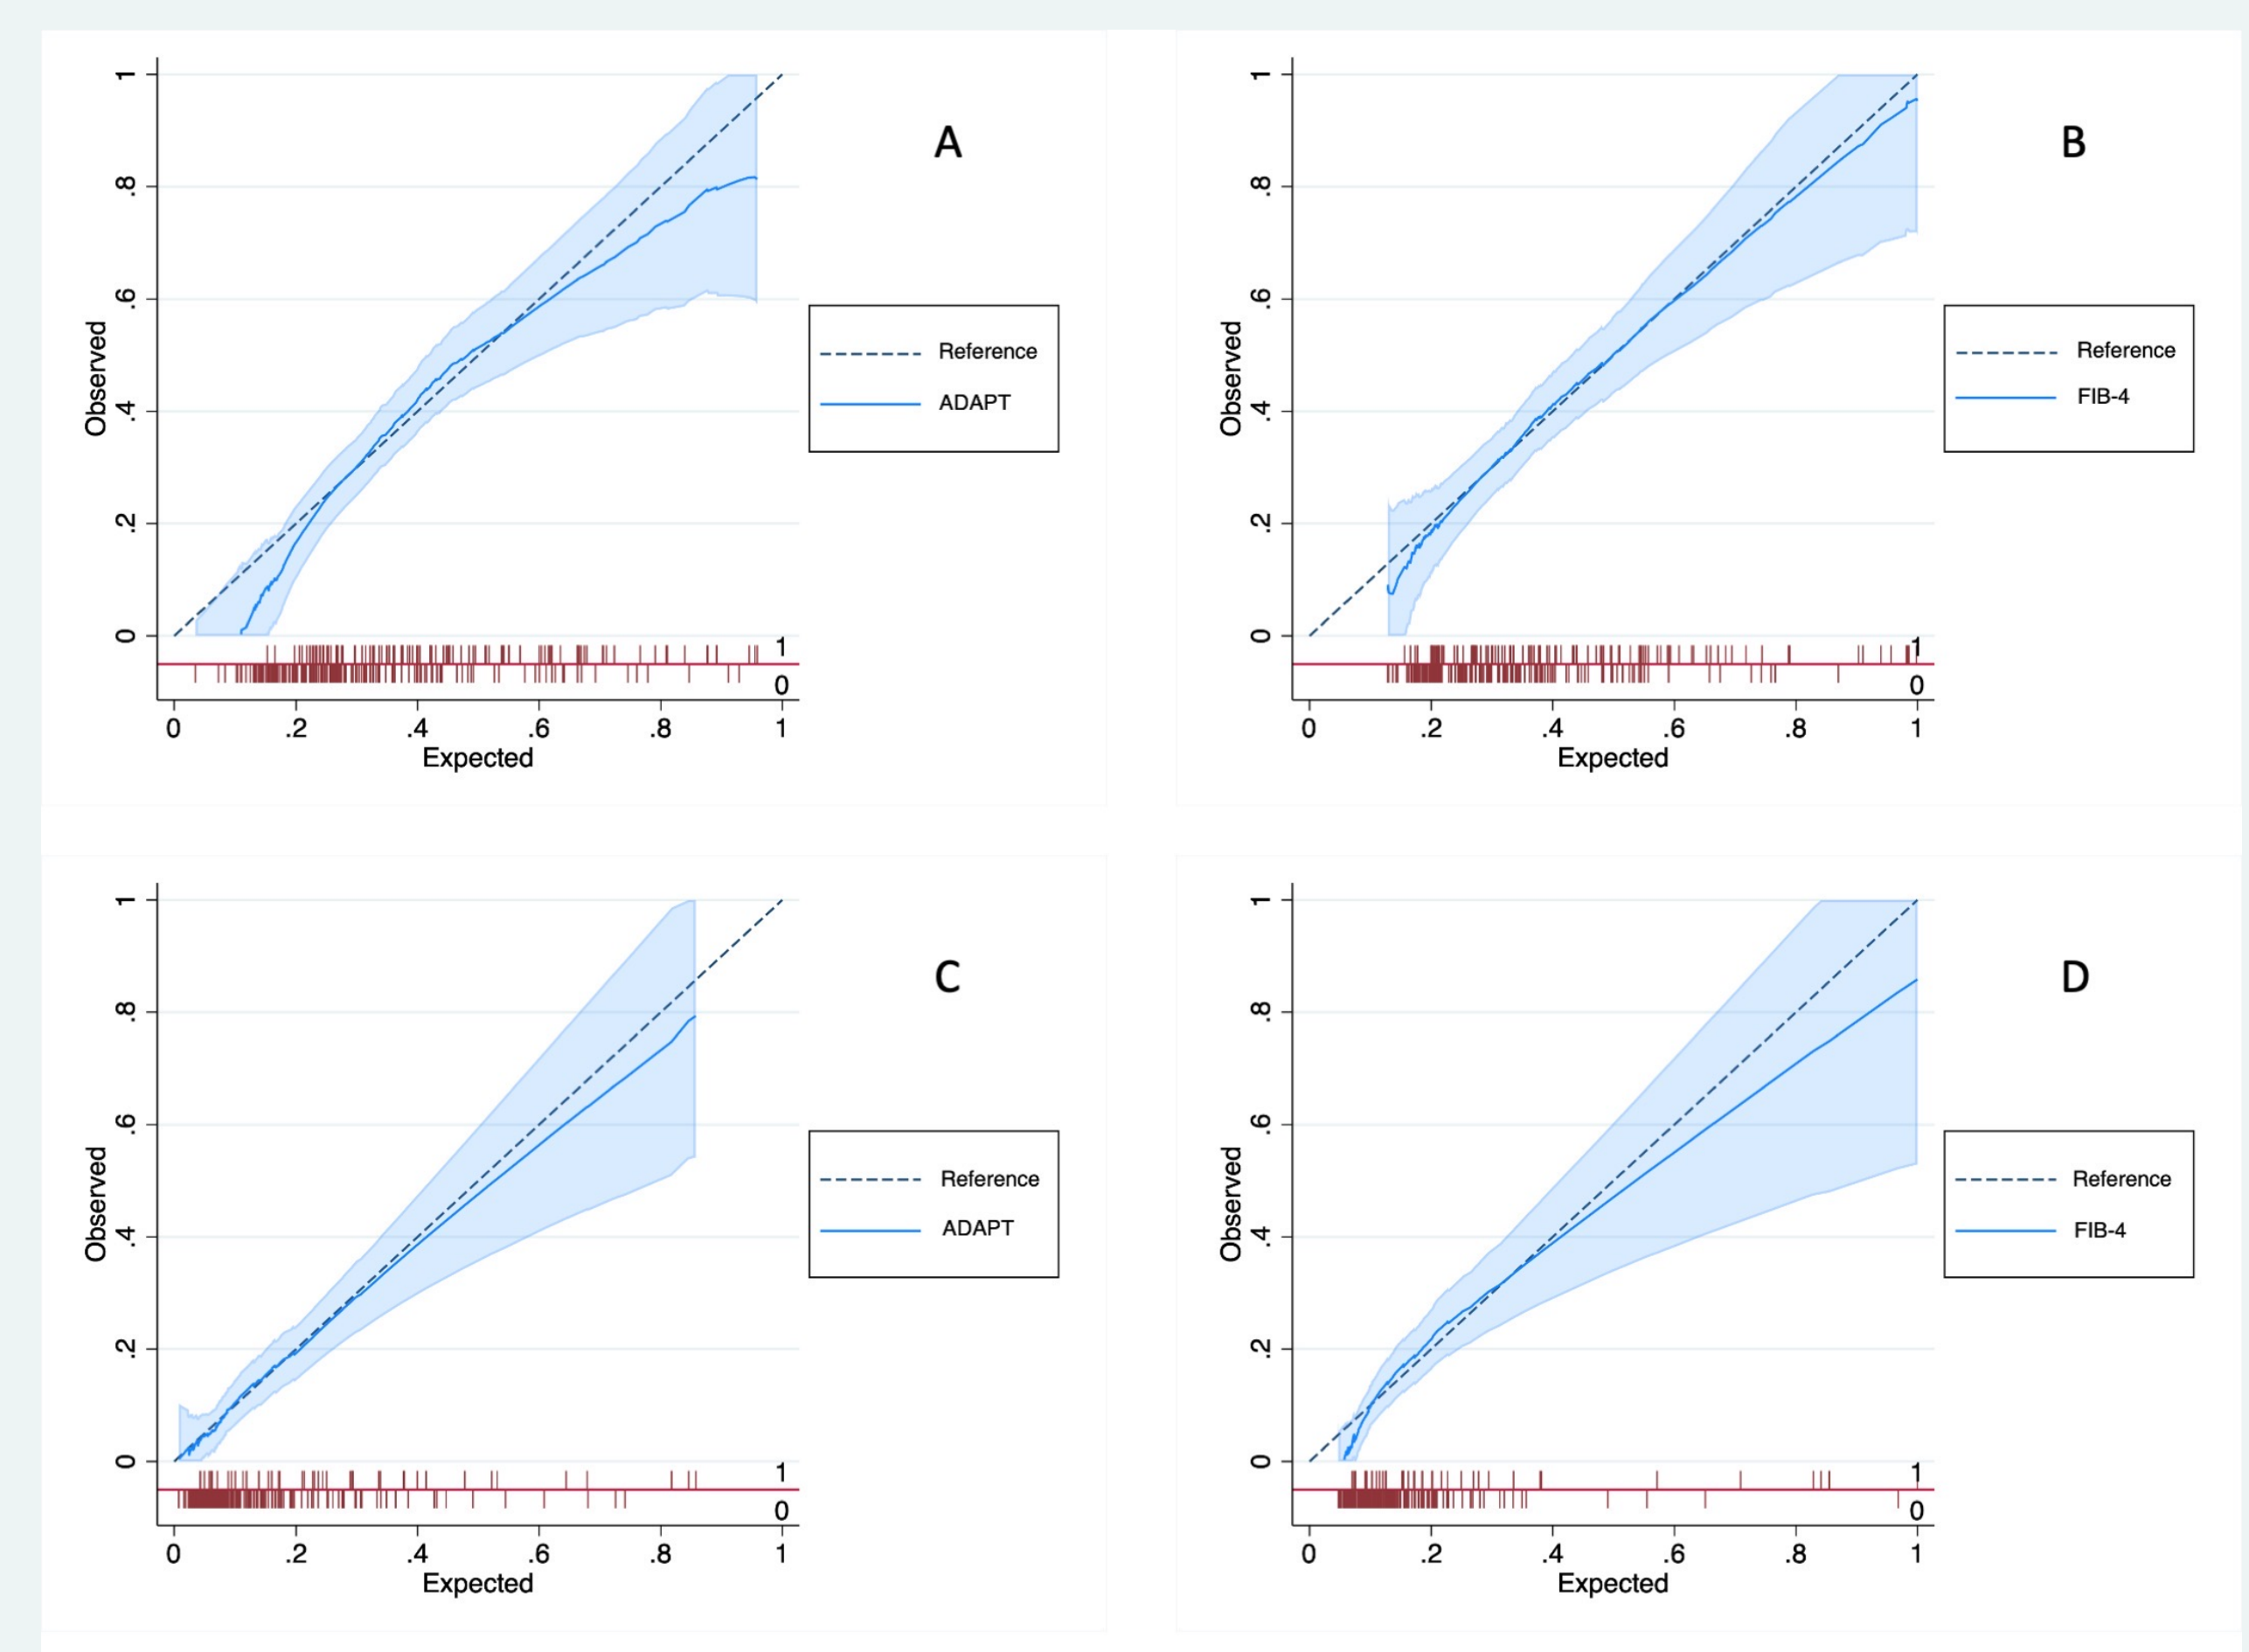 A
1
.8
.6
.4
.2
0
Observed
Reference
ADAPT
1
0
0 .2 .4 .6 .8 1
Expected
B
1
.8
.6
.4
.2
0
Observed
Reference
FIB-4
1
0
0 .2 .4 .6 .8 1
Expected
C
1
.8
.6
.4
.2
0
Observed
Reference
ADAPT
1
0
0 .2 .4 .6 .8 1
Expected
D
1
.8
.6
.4
.2
0
Observed
Reference
FIB-4
1
0
0 .2 .4 .6 .8 1
Expected